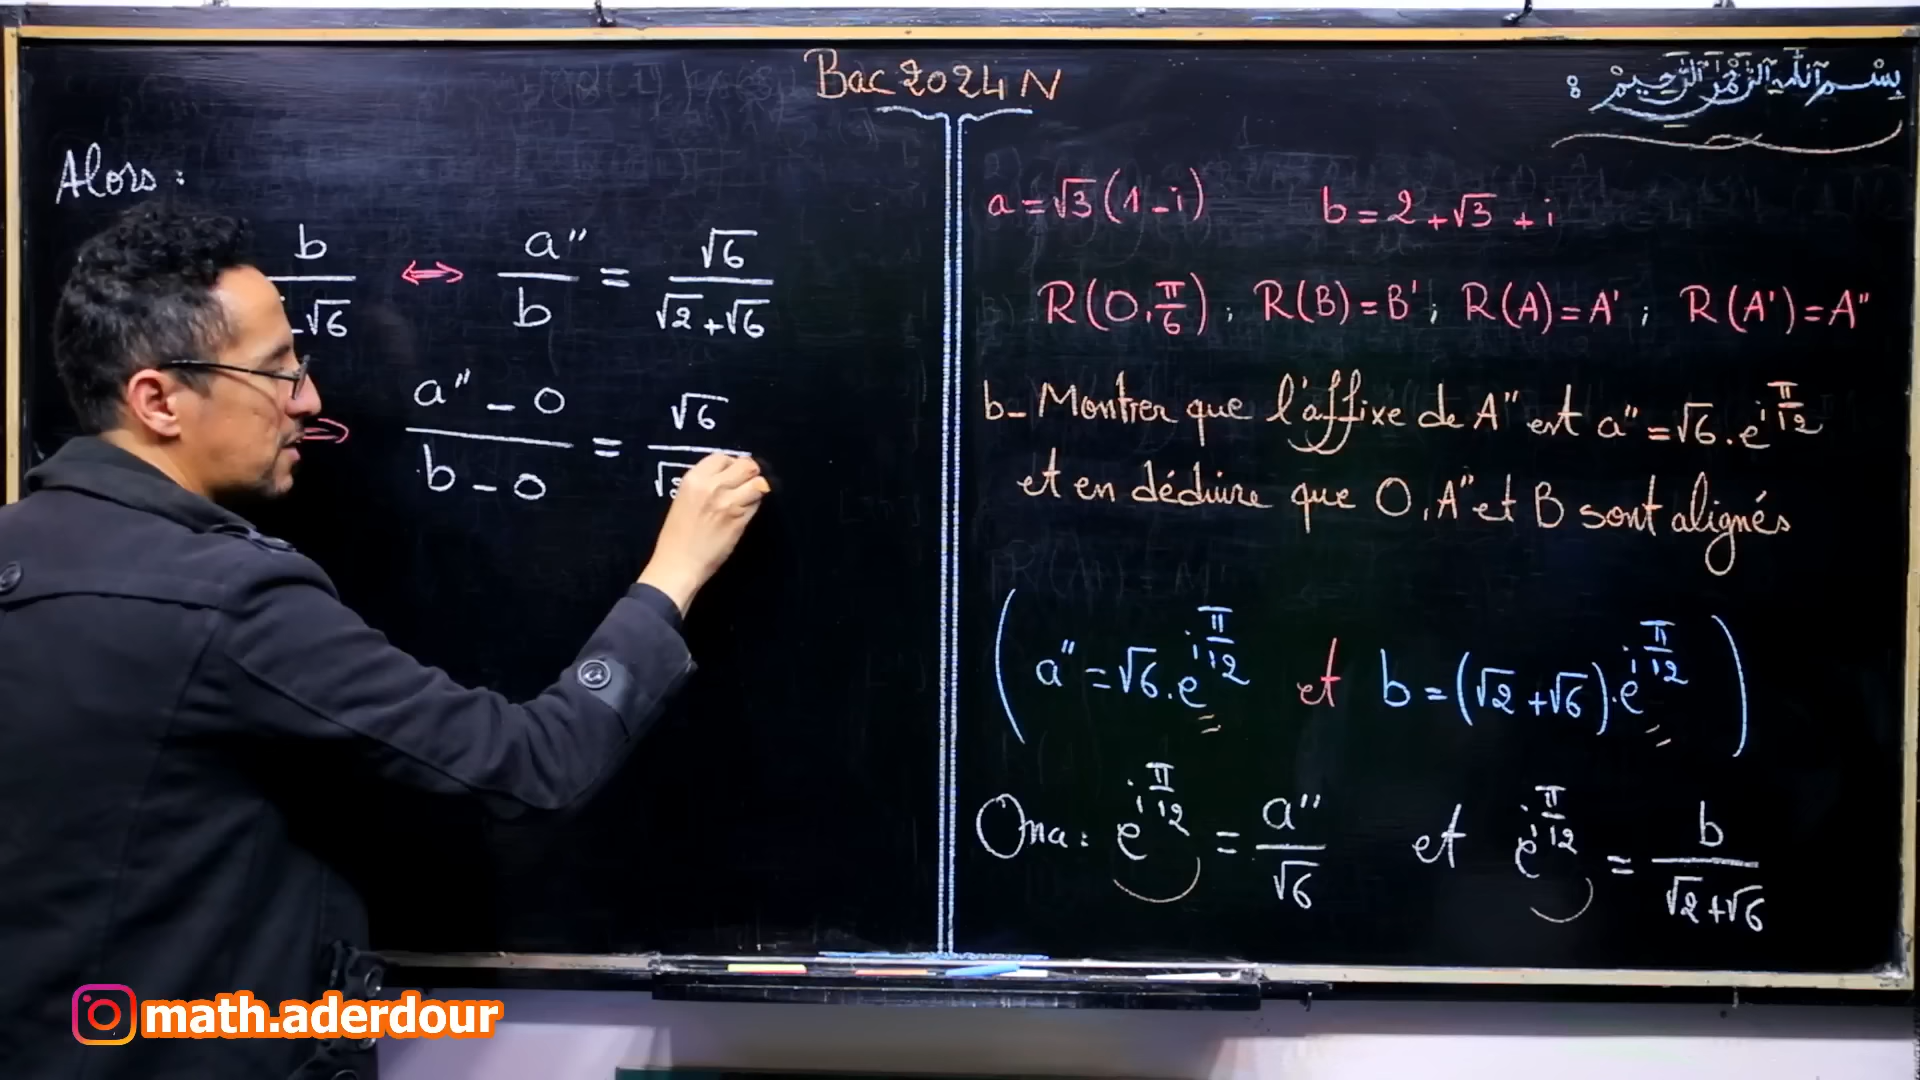 Bac 2024 N
بسم الله الرحمن الرحيم :
Alors :
b / -√6 ⟺ a'' / b = √6 / √2+√6
⇒ a'' - 0 / b - 0 = √6 / √2
a = √3(1-i) b = 2+√3+i
R(O,π/6) ; R(B)=B' ; R(A)=A' ; R(A')=A''
b- Montrer que l'affixe de A'' est a'' = √6 . e^(iπ/12)
et en déduire que O, A'' et B sont alignés
( a'' = √6 . e^(iπ/12) et b = (√2+√6) . e^(iπ/12) )
On a : e^(iπ/12) = a'' / √6 et e^(iπ/12) = b / √2+√6
math.aderdour